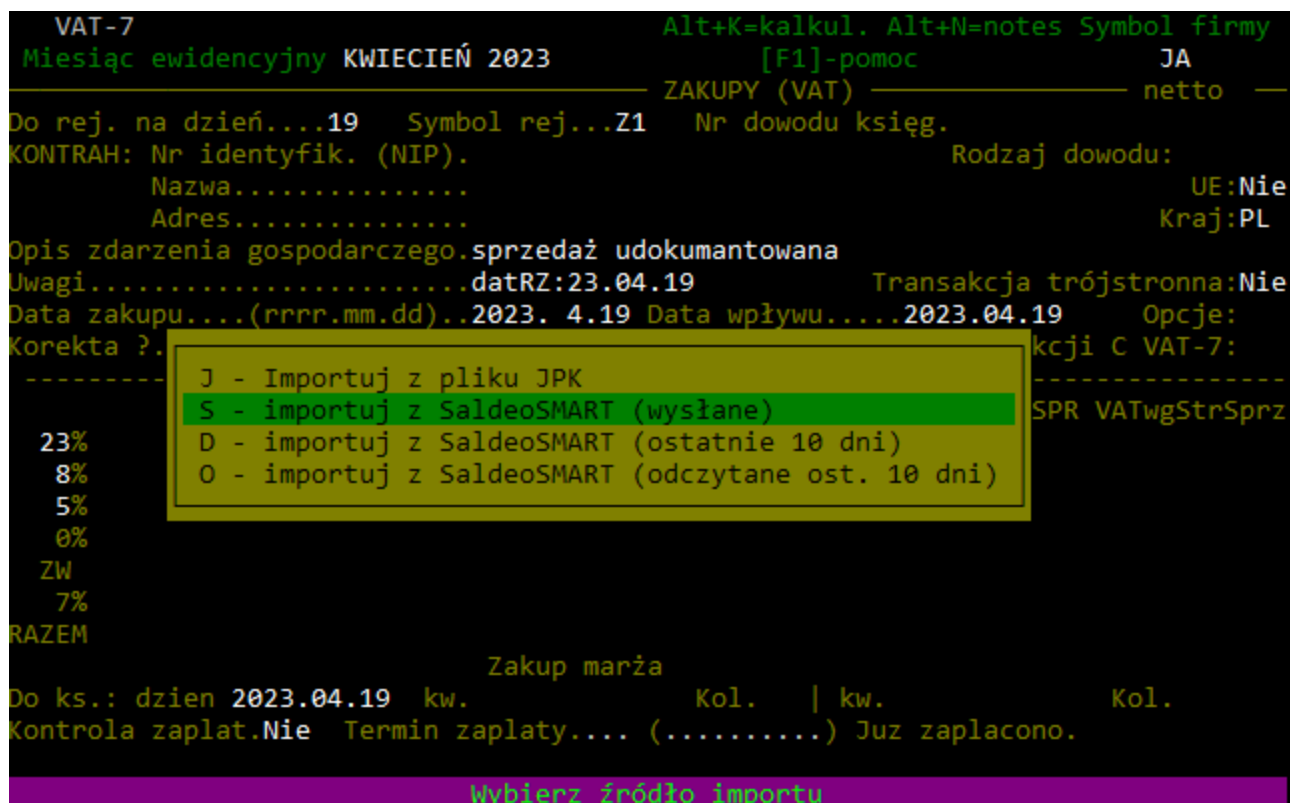 VAT-7 Alt+K=kalkul. Alt+N=notes Symbol firmy
Miesiąc ewidencyjny KWIECIEŃ 2023 [F1]-pomoc JA
ZAKUPY (VAT) netto
Do rej. na dzień....19 Symbol rej...Z1 Nr dowodu księg.
KONTRAH: Nr identyfik. (NIP). Rodzaj dowodu:
Nazwa............... UE:Nie
Adres............... Kraj:PL
Opis zdarzenia gospodarczego.sprzedaż udokumantowana
Uwagi........................datRZ:23.04.19 Transakcja trójstronna:Nie
Data zakupu....(rrrr.mm.dd)..2023. 4.19 Data wpływu.....2023.04.19 Opcje:
Korekta ?. kcji C VAT-7:
J - Importuj z pliku JPK
S - importuj z SaldeoSMART (wysłane) SPR VATwgStrSprz
23% D - importuj z SaldeoSMART (ostatnie 10 dni)
8% O - importuj z SaldeoSMART (odczytane ost. 10 dni)
5%
0%
ZW
7%
RAZEM
Zakup marża
Do ks.: dzien 2023.04.19 kw. Kol. | kw. Kol.
Kontrola zaplat.Nie Termin zaplaty.... (..........) Juz zaplacono.
Wybierz źródło importu